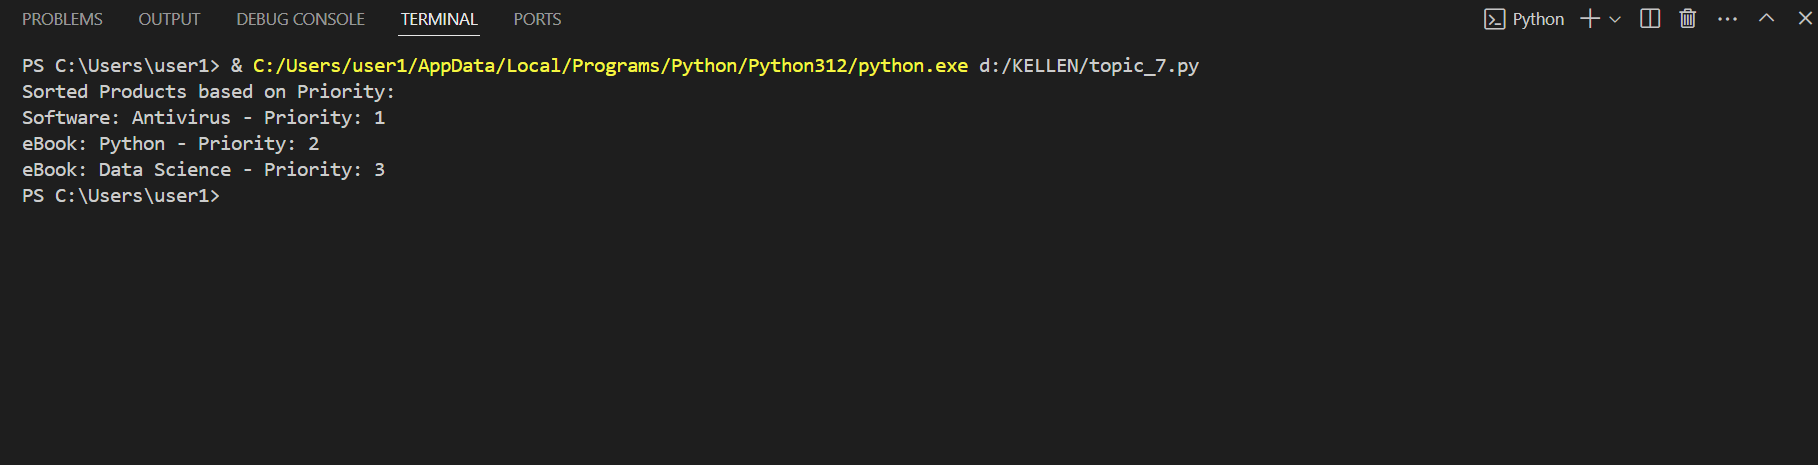 PROBLEMS OUTPUT DEBUG CONSOLE TERMINAL PORTS Python
PS C:\Users\user1> & C:/Users/user1/AppData/Local/Programs/Python/Python312/python.exe d:/KELLEN/topic_7.py
Sorted Products based on Priority:
Software: Antivirus - Priority: 1
eBook: Python - Priority: 2
eBook: Data Science - Priority: 3
PS C:\Users\user1>